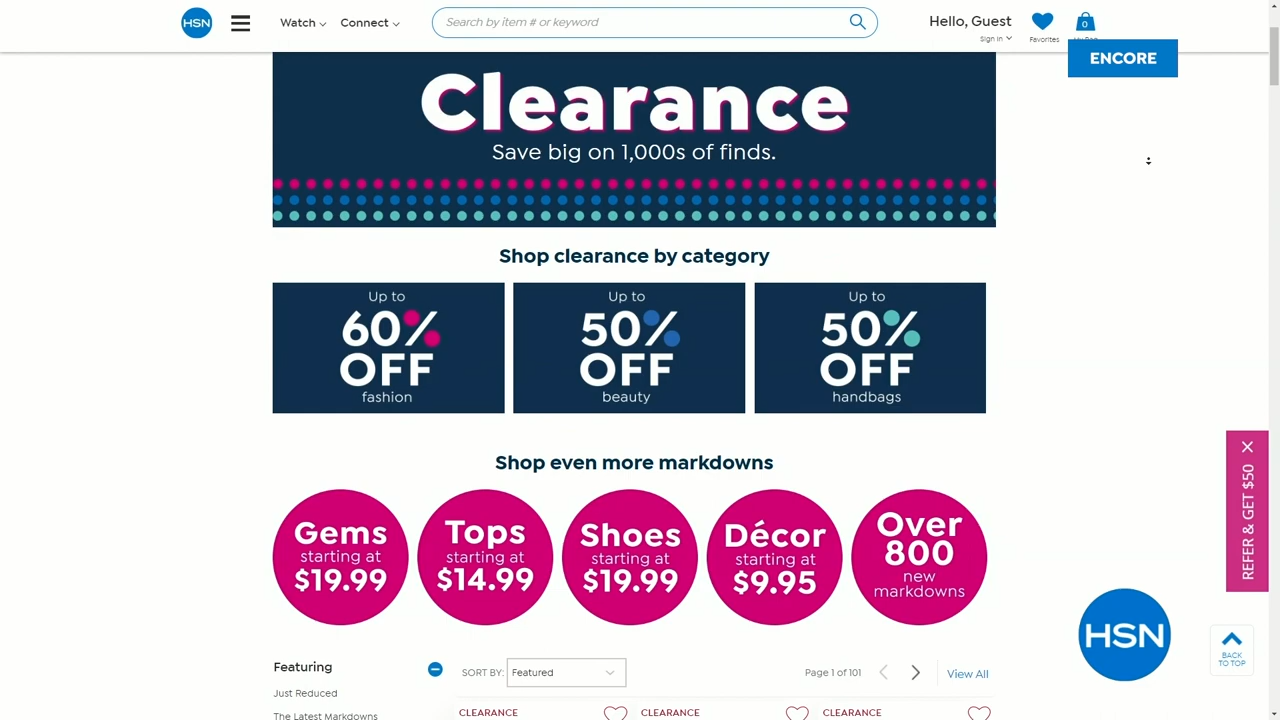 HSN
Watch
Connect
Search by item # or keyword
Hello, Guest
Sign In
Favorites
0
ENCORE
Clearance
Save big on 1,000s of finds.
Shop clearance by category
Up to
60%
OFF
fashion
Up to
50%
OFF
beauty
Up to
50%
OFF
handbags
Shop even more markdowns
Gems
starting at
$19.99
Tops
starting at
$14.99
Shoes
starting at
$19.99
Décor
starting at
$9.95
Over
800
new
markdowns
REFER & GET $50
HSN
BACK
TO TOP
Featuring
SORT BY: Featured
Page 1 of 101
View All
Just Reduced
The Latest Markdowns
CLEARANCE
CLEARANCE
CLEARANCE